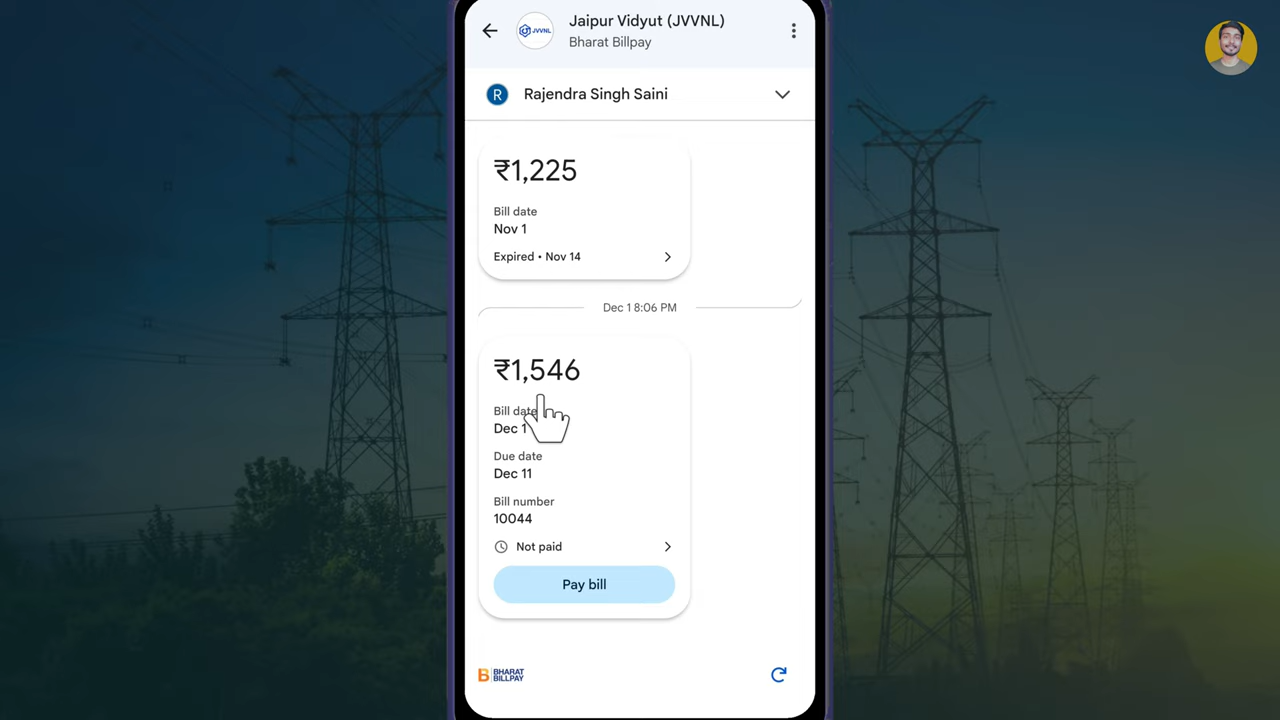 Jaipur Vidyut (JVVNL)
JVVNL
Bharat Billpay
R Rajendra Singh Saini
₹1,225
Bill date
Nov 1
Expired • Nov 14
Dec 1 8:06 PM
₹1,546
Bill date
Dec 1
Due date
Dec 11
Bill number
10044
Not paid
Pay bill
B BHARAT
BILLPAY